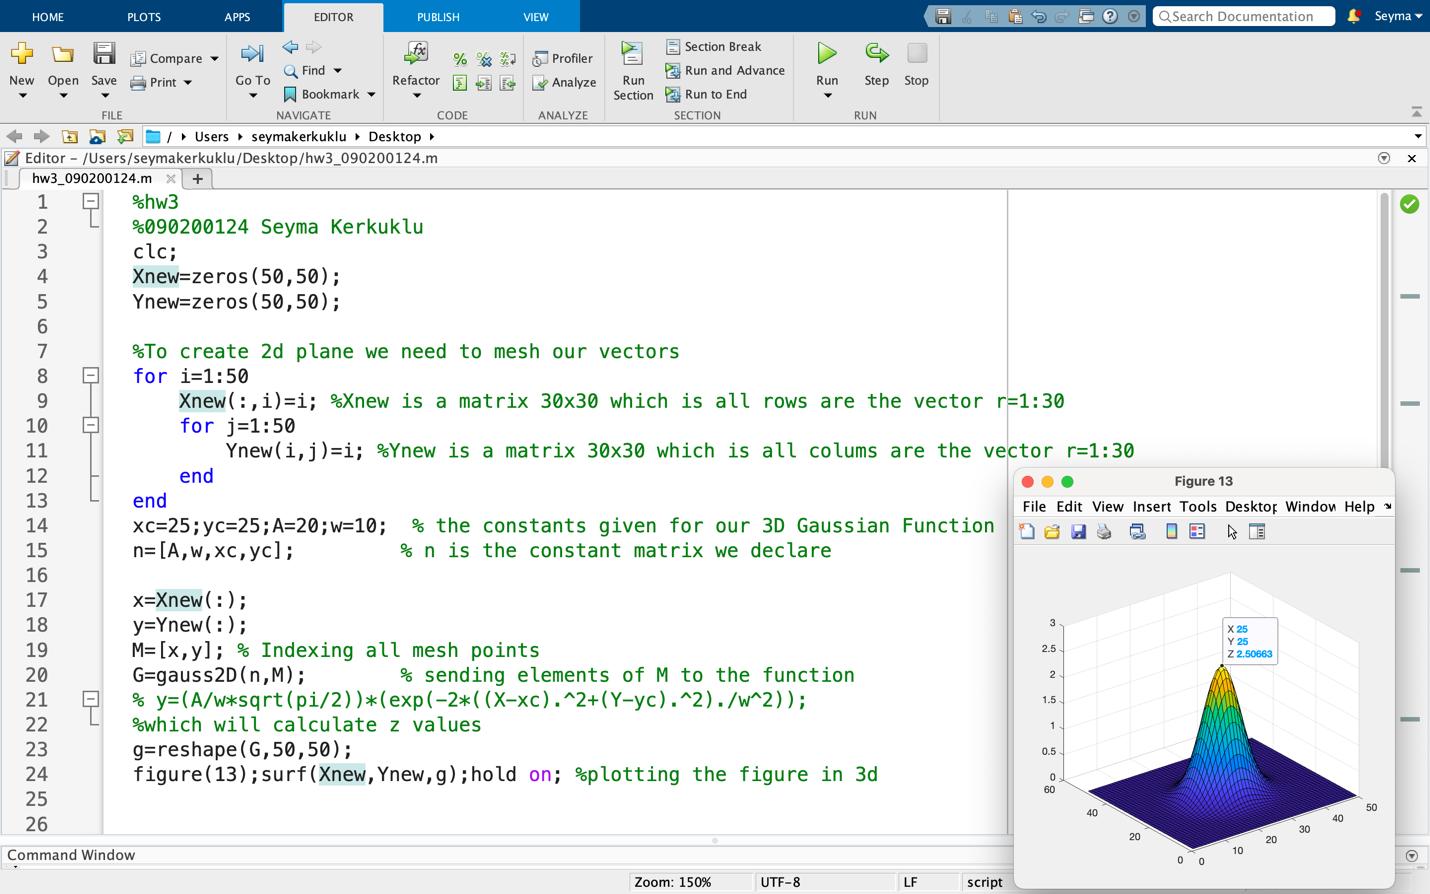 HOME PLOTS APPS EDITOR PUBLISH VIEW
Search Documentation
Seyma
New Open Save
Compare
Print
FILE
Go To
Find
Bookmark
NAVIGATE
Refactor
CODE
Profiler
Analyze
ANALYZE
Run
Section
Section Break
Run and Advance
Run to End
SECTION
Run Step Stop
RUN
/ Users seymakerkuklu Desktop
Editor – /Users/seymakerkuklu/Desktop/hw3_090200124.m
hw3_090200124.m
1 %hw3
2 %090200124 Seyma Kerkuklu
3 clc;
4 Xnew=zeros(50,50);
5 Ynew=zeros(50,50);
6
7 %To create 2d plane we need to mesh our vectors
8 for i=1:50
9 Xnew(:,i)=i; %Xnew is a matrix 30x30 which is all rows are the vector r=1:30
10 for j=1:50
11 Ynew(i,j)=i; %Ynew is a matrix 30x30 which is all colums are the vector r=1:30
12 end
13 end
14 xc=25;yc=25;A=20;w=10; % the constants given for our 3D Gaussian Function
15 n=[A,w,xc,yc]; % n is the constant matrix we declare
16
17 x=Xnew(:);
18 y=Ynew(:);
19 M=[x,y]; % Indexing all mesh points
20 G=gauss2D(n,M); % sending elements of M to the function
21 % y=(A/w*sqrt(pi/2))*(exp(-2*((X-xc).^2+(Y-yc).^2)./w^2));
22 %which will calculate z values
23 g=reshape(G,50,50);
24 figure(13);surf(Xnew,Ynew,g);hold on; %plotting the figure in 3d
25
26
Figure 13
File Edit View Insert Tools Desktop Window Help
X 25
Y 25
Z 2.50663
3
2.5
2
1.5
1
0.5
0
60
40
20
0
0
10
20
30
40
50
Command Window
Zoom: 150% UTF-8 LF script